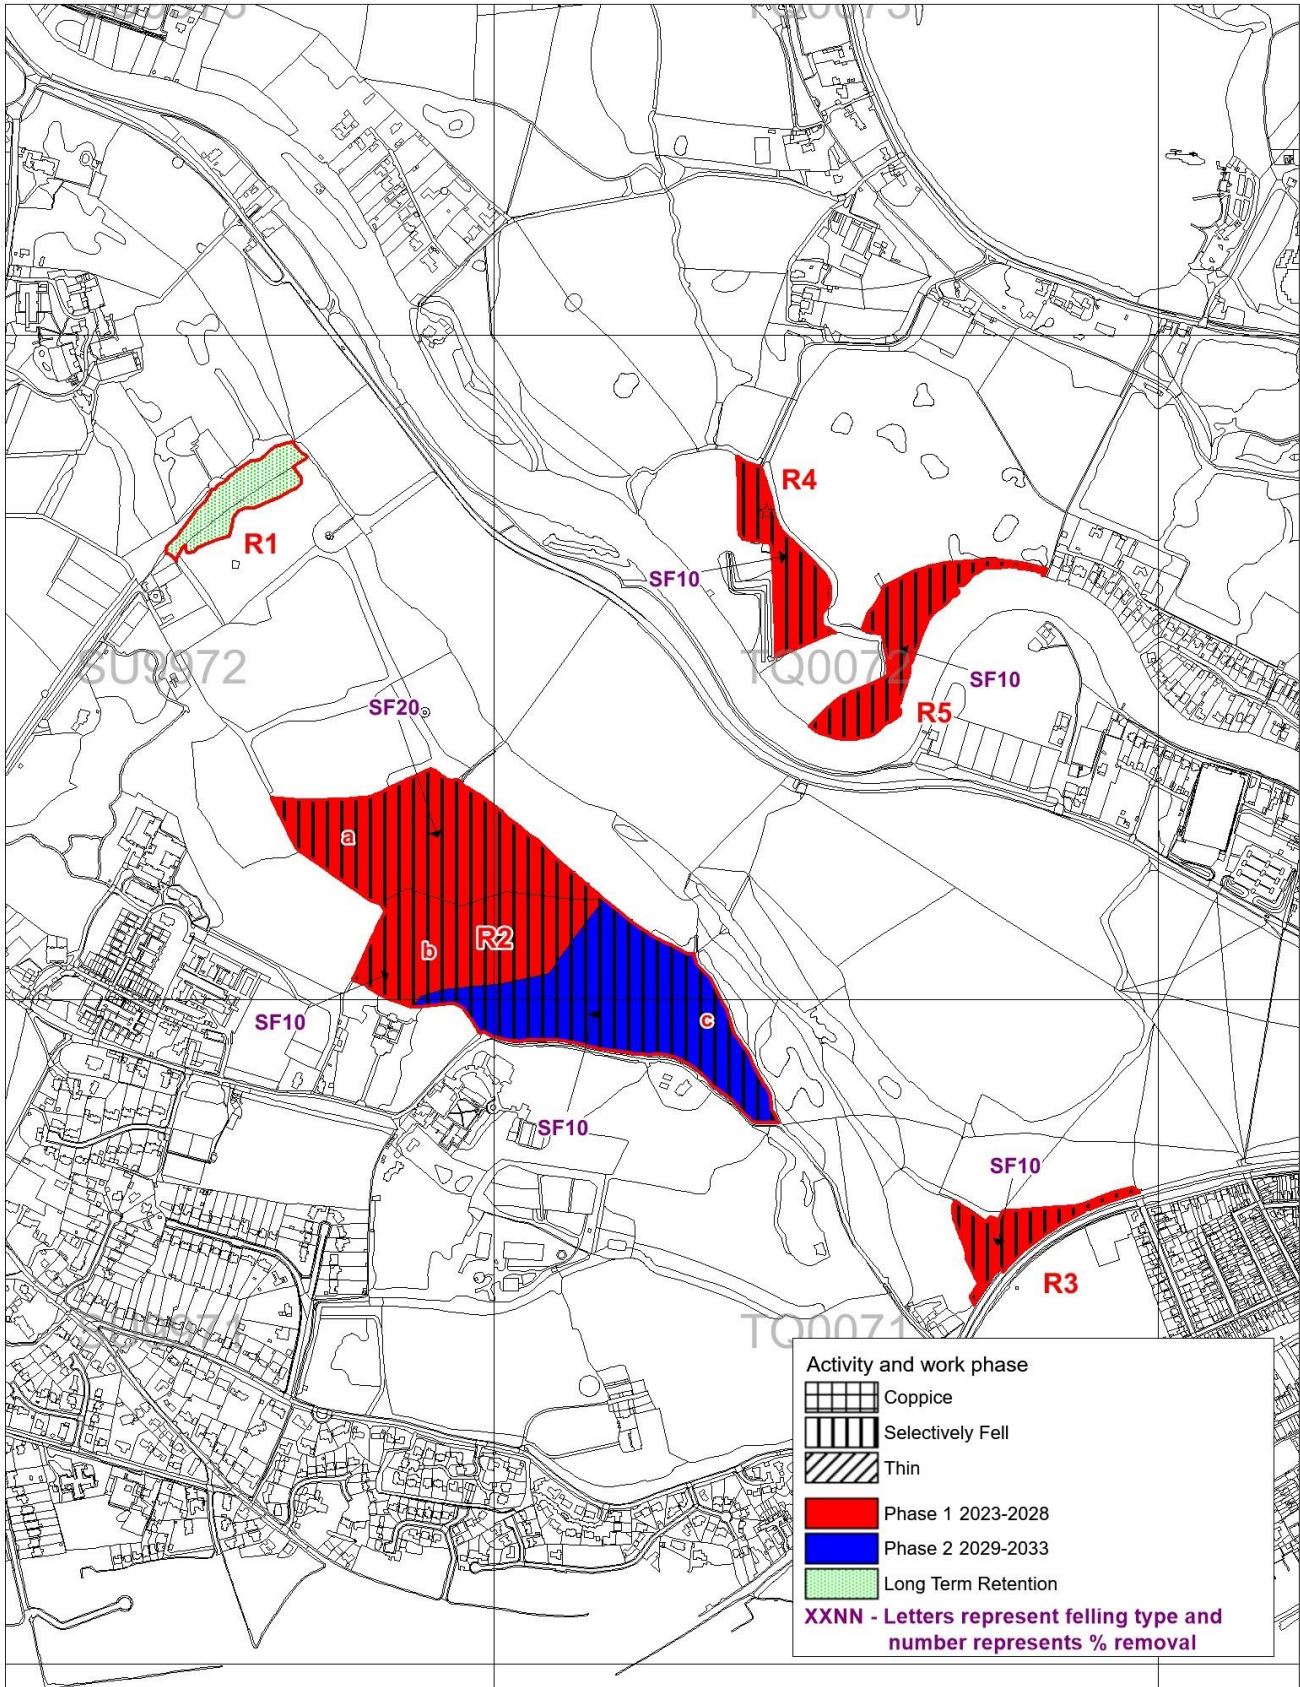 R4
R1
SF10
SU9972
TQ0072
SF10
SF20
R5
a
b
R2
c
SF10
SF10
SF10
R3
TQ0071
Activity and work phase
Coppice
Selectively Fell
Thin
Phase 1 2023-2028
Phase 2 2029-2033
Long Term Retention
XXNN - Letters represent felling type and
number represents % removal